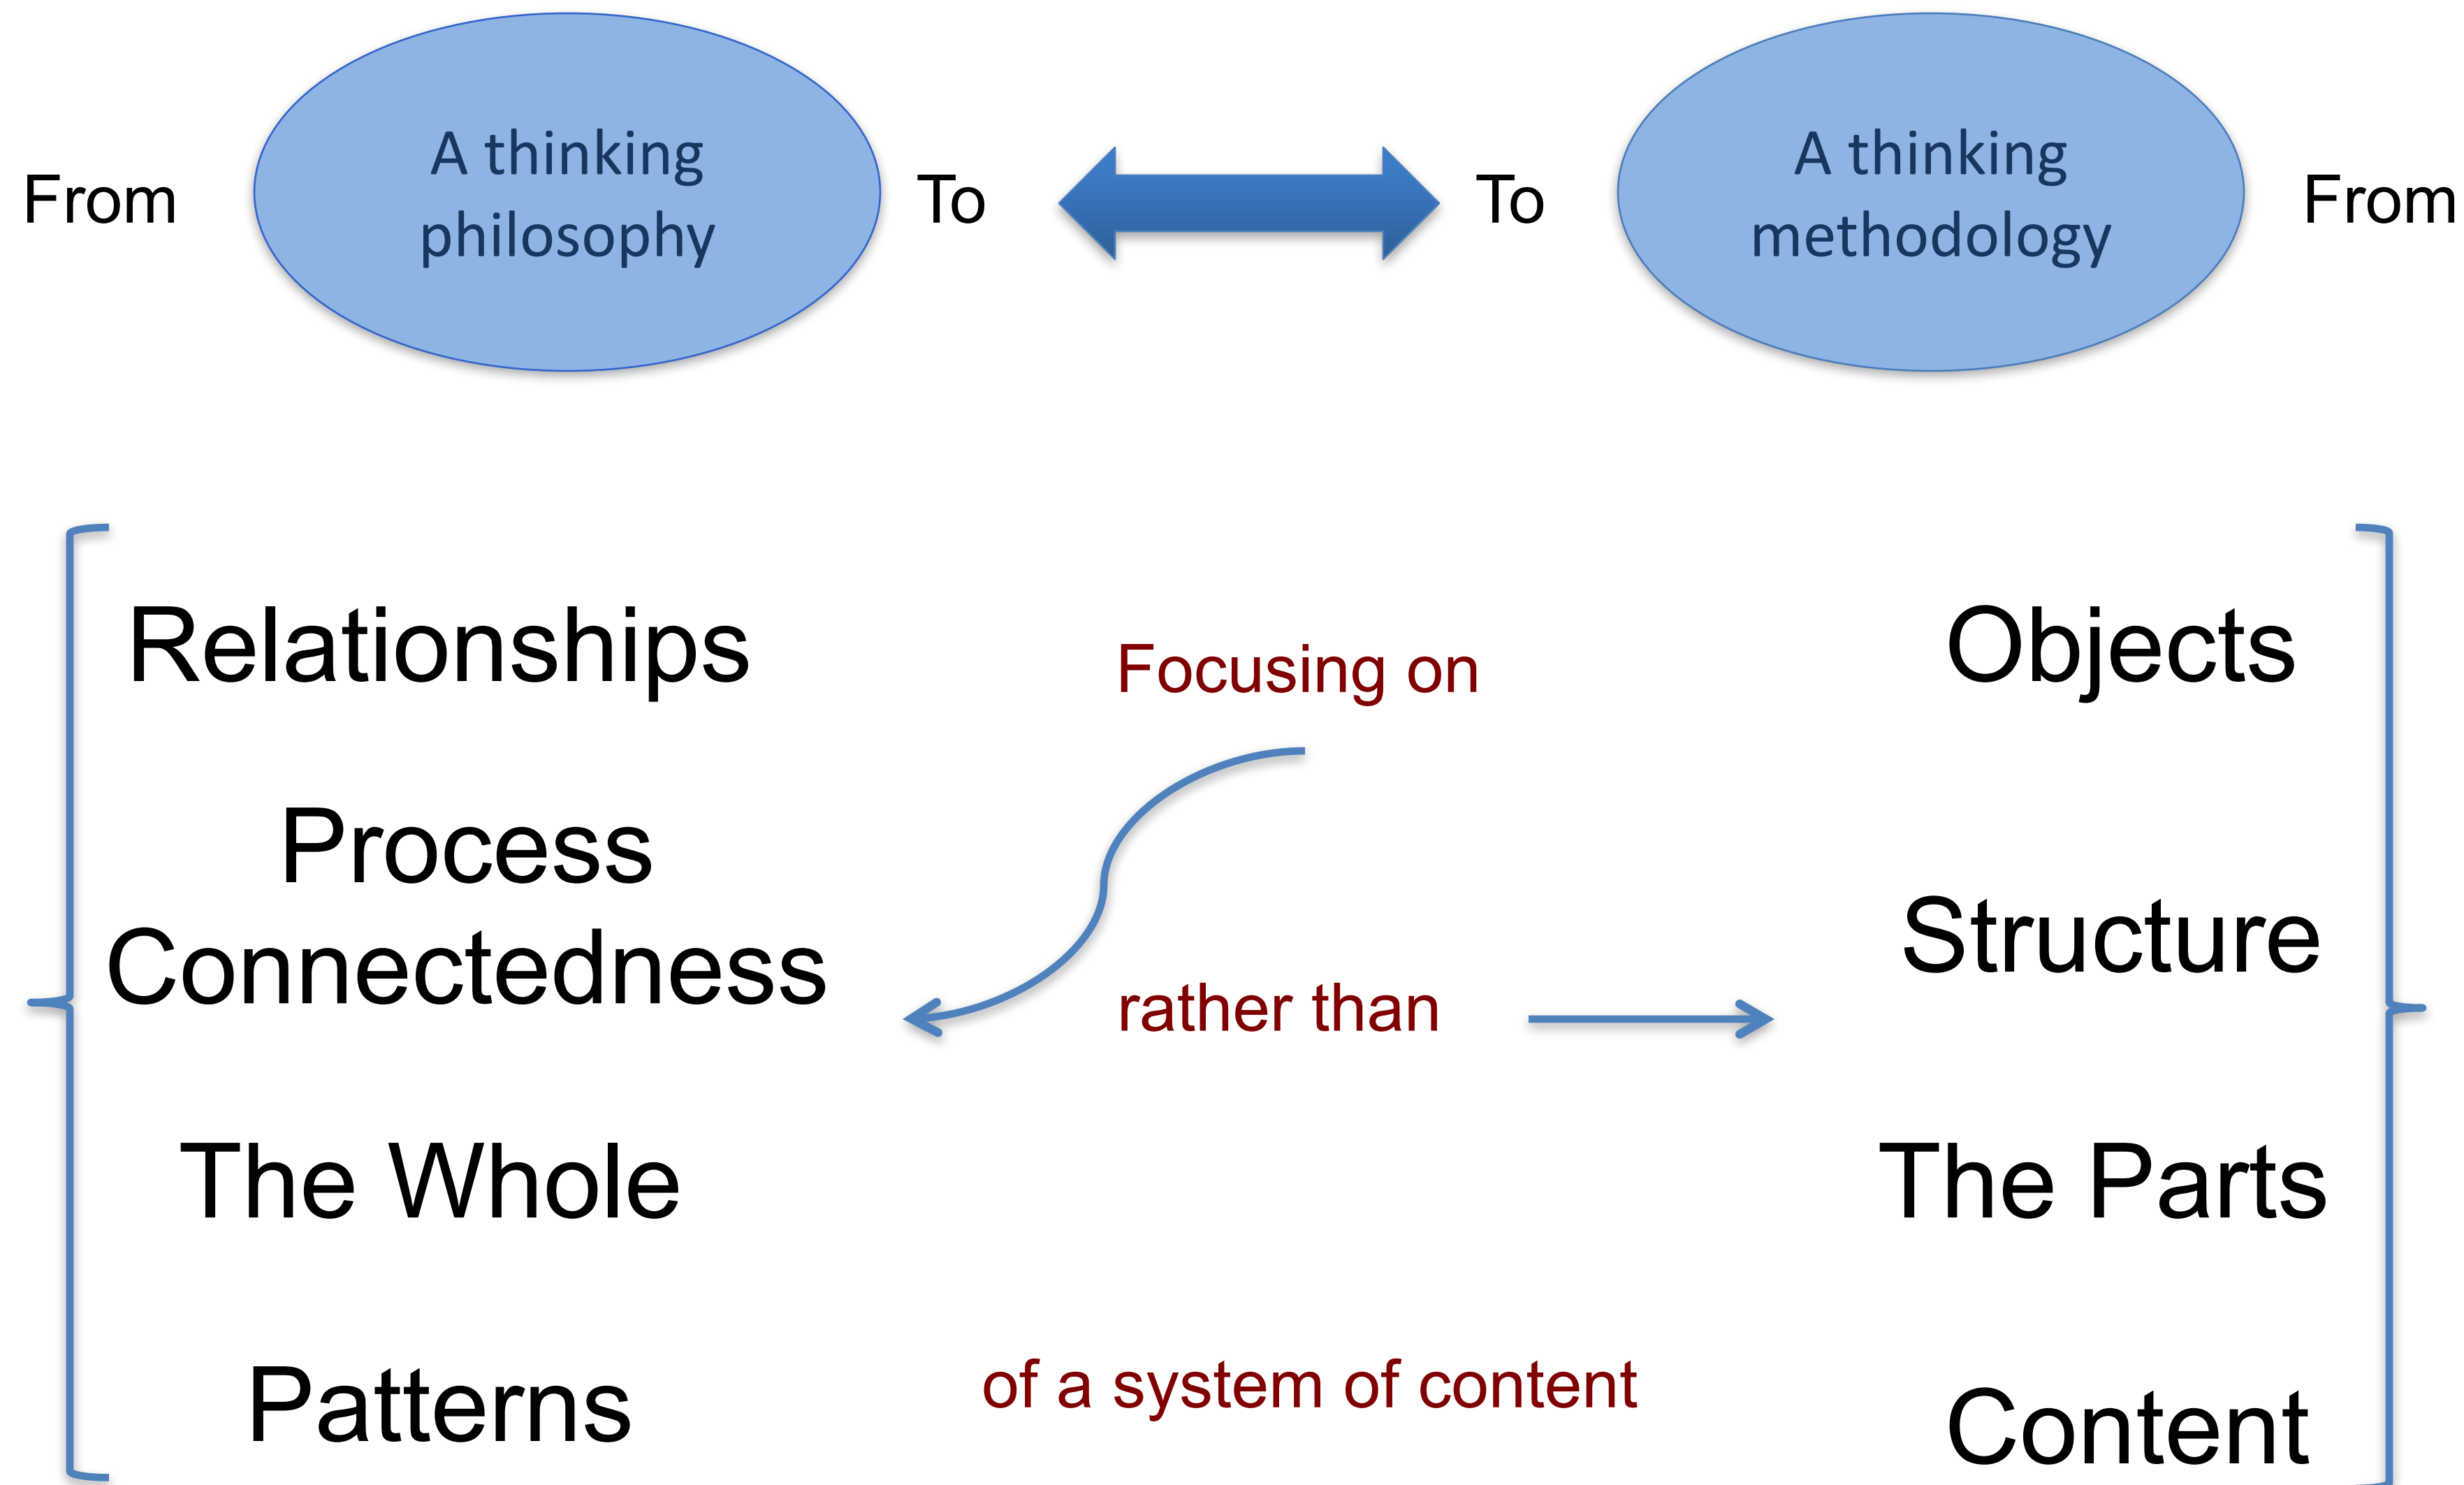 From
A thinking
philosophy
To
To
A thinking
methodology
From
Relationships
Process
Connectedness
The Whole
Patterns
Focusing on
rather than
of a system of content
Objects
Structure
The Parts
Content